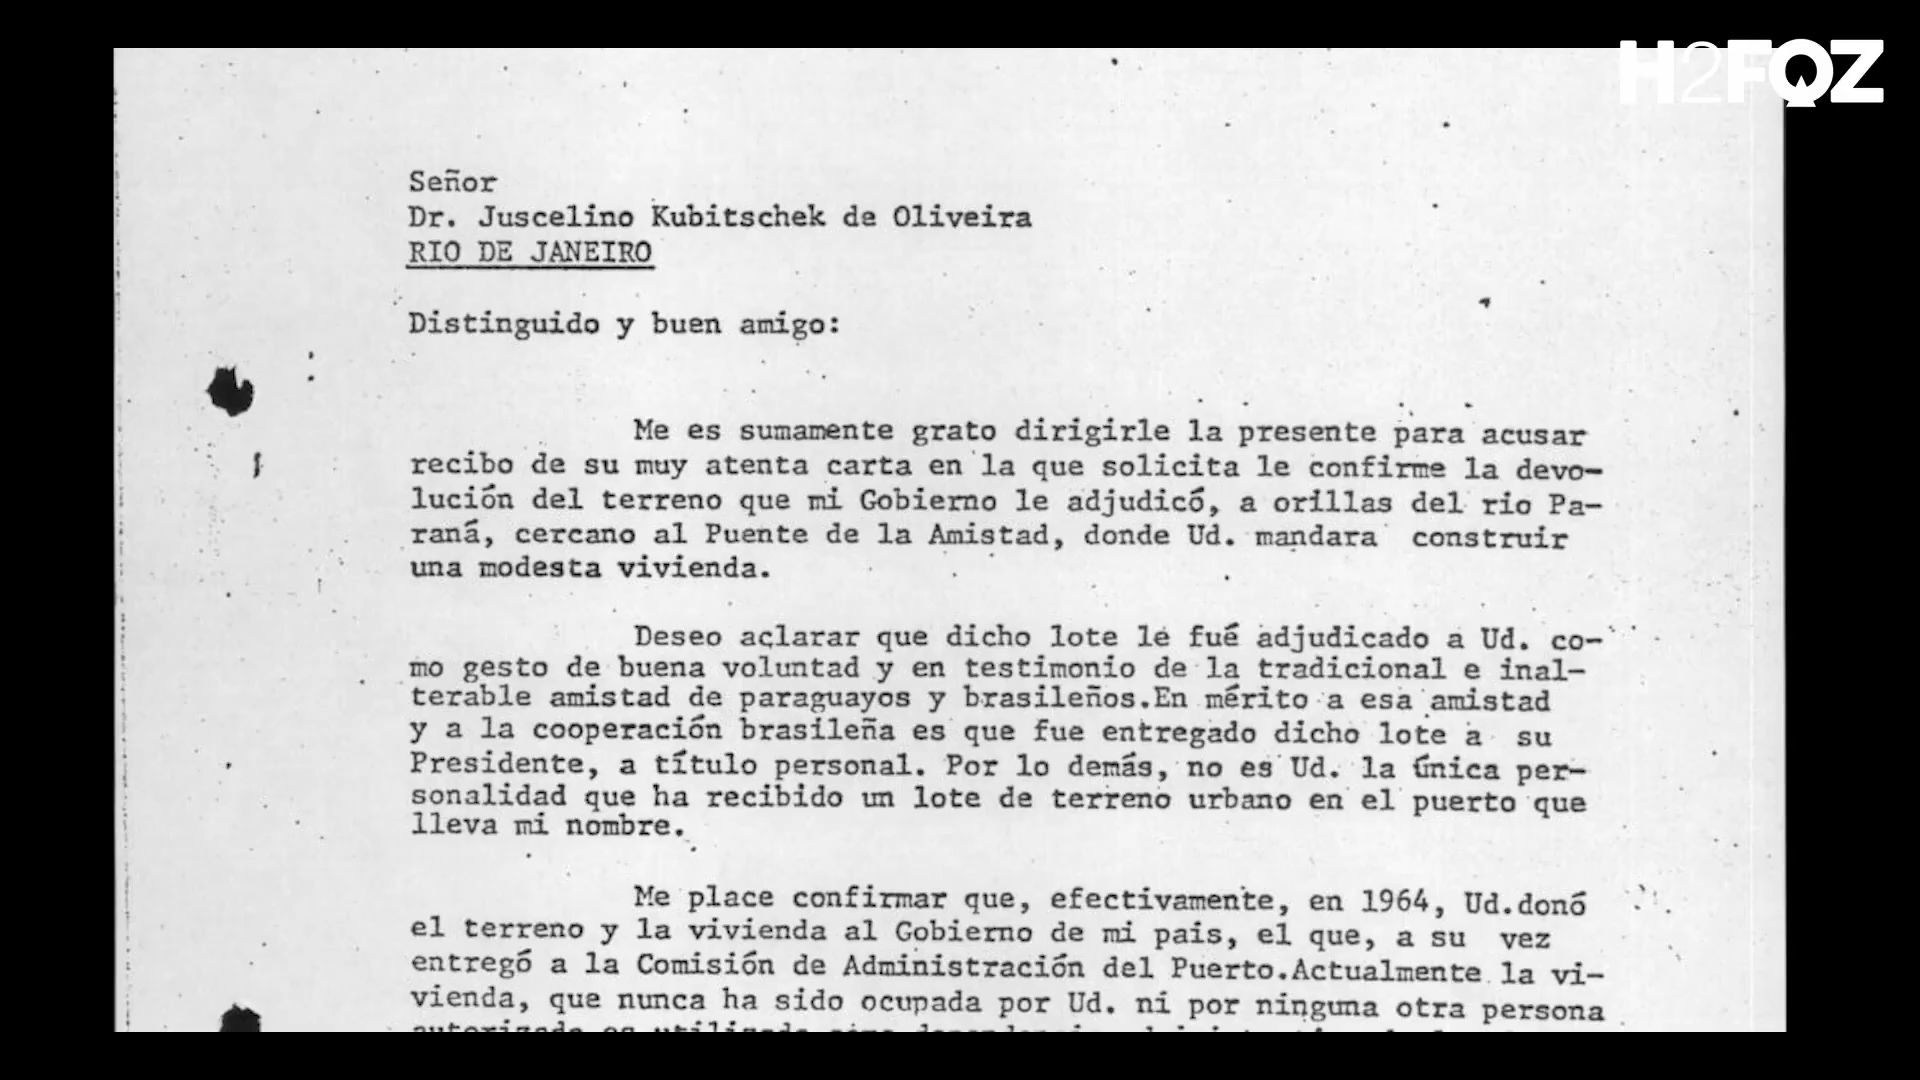 H2FOZ
Señor
Dr. Juscelino Kubitschek de Oliveira
RIO DE JANEIRO
Distinguido y buen amigo:
Me es sumamente grato dirigirle la presente para acusar
recibo de su muy atenta carta en la que solicita le confirme la devo-
lución del terreno que mi Gobierno le adjudicó, a orillas del rio Pa-
raná, cercano al Puente de la Amistad, donde Ud. mandara construir
una modesta vivienda.
Deseo aclarar que dicho lote le fué adjudicado a Ud. co-
mo gesto de buena voluntad y en testimonio de la tradicional e inal-
terable amistad de paraguayos y brasileños.En mérito a esa amistad
y a la cooperación brasileña es que fue entregado dicho lote a su
Presidente, a título personal. Por lo demás, no es Ud. la única per-
sonalidad que ha recibido un lote de terreno urbano en el puerto que
lleva mi nombre.
Me place confirmar que, efectivamente, en 1964, Ud.donó
el terreno y la vivienda al Gobierno de mi pais, el que, a su vez
entregó a la Comisión de Administración del Puerto.Actualmente la vi-
vienda, que nunca ha sido ocupada por Ud. ni por ninguna otra persona